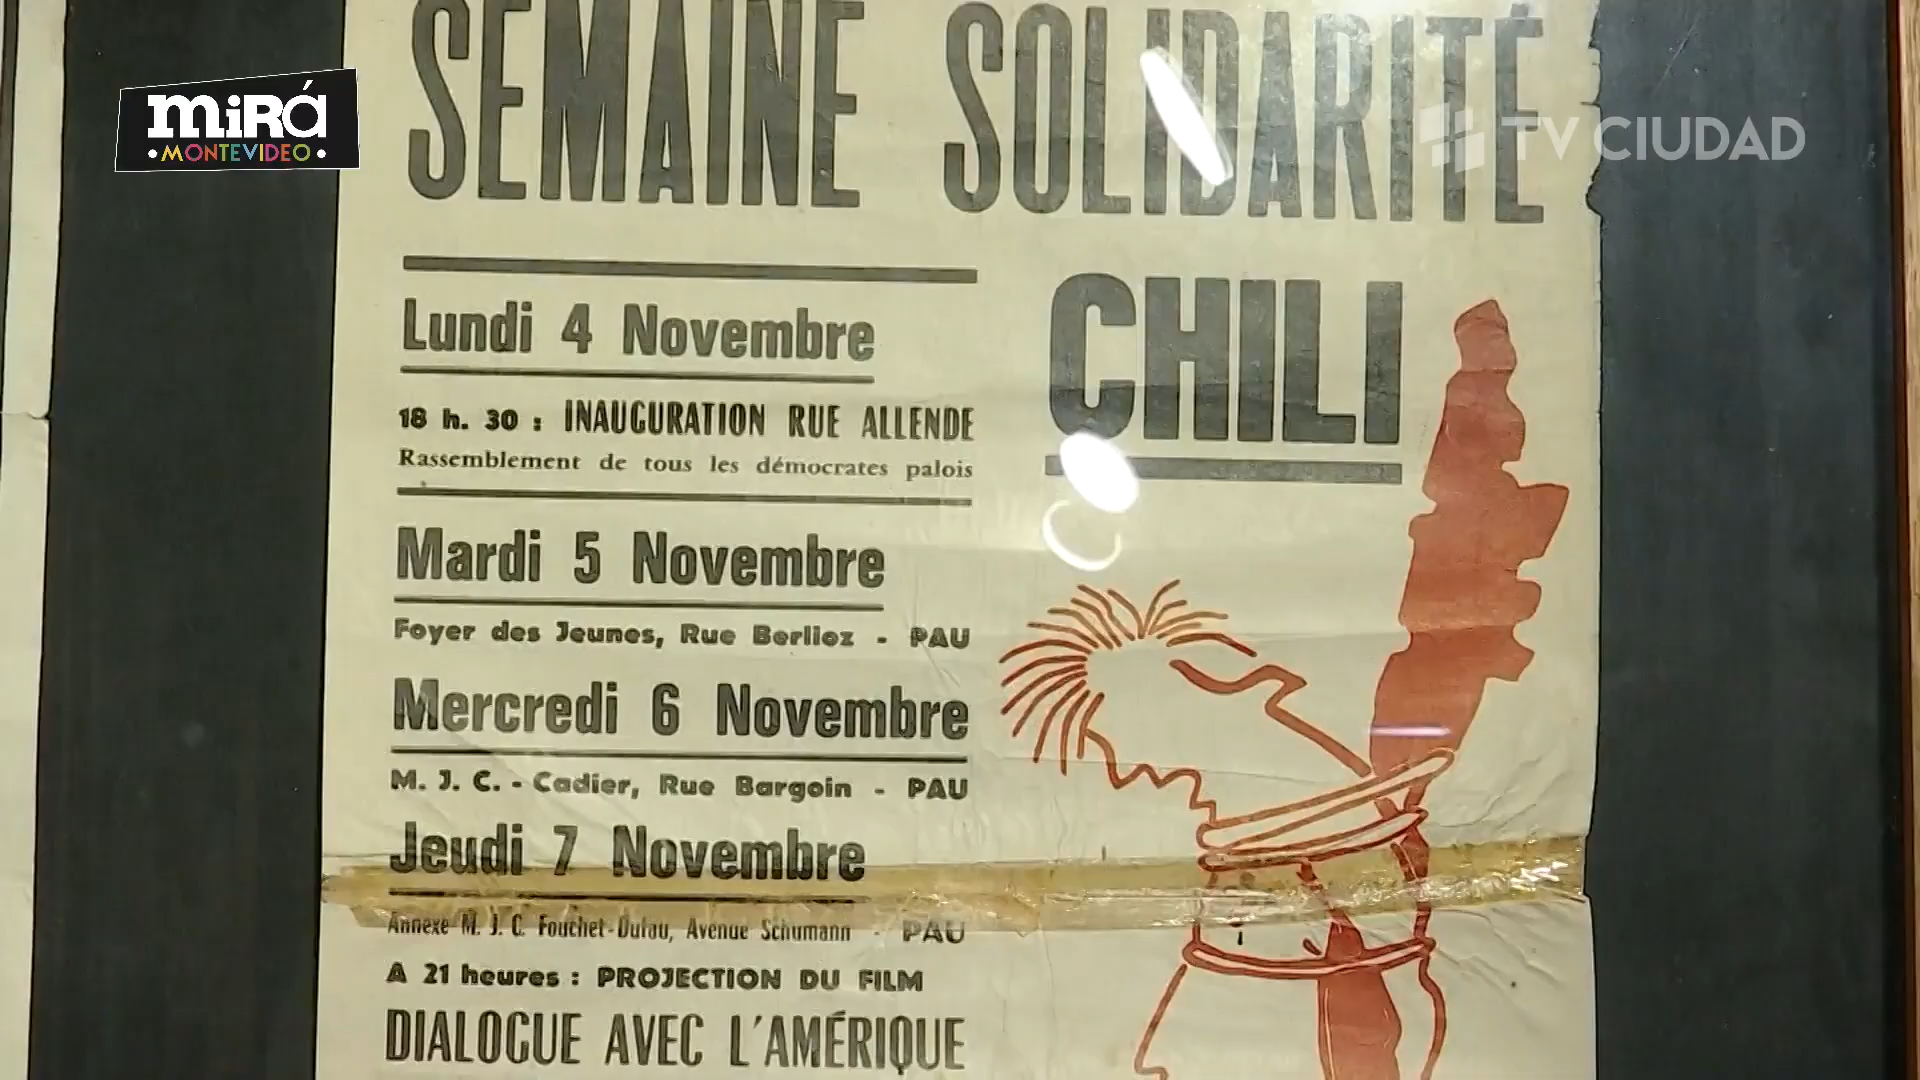 SEMAINE SOLIDARITÉ
CHILI
Lundi 4 Novembre
18 h. 30 : INAUGURATION RUE ALLENDE
Rassemblement de tous les démocrates palois
Mardi 5 Novembre
Foyer des Jeunes, Rue Berlioz - PAU
Mercredi 6 Novembre
M. J. C. - Cadier, Rue Bargoin - PAU
Jeudi 7 Novembre
Annexe M. J. C. Fouchet-Dufau, Avenue Schumann - PAU
A 21 heures : PROJECTION DU FILM
DIALOGUE AVEC L'AMÉRIQUE
MiRá
• MONTEVIDEO •
TV CIUDAD